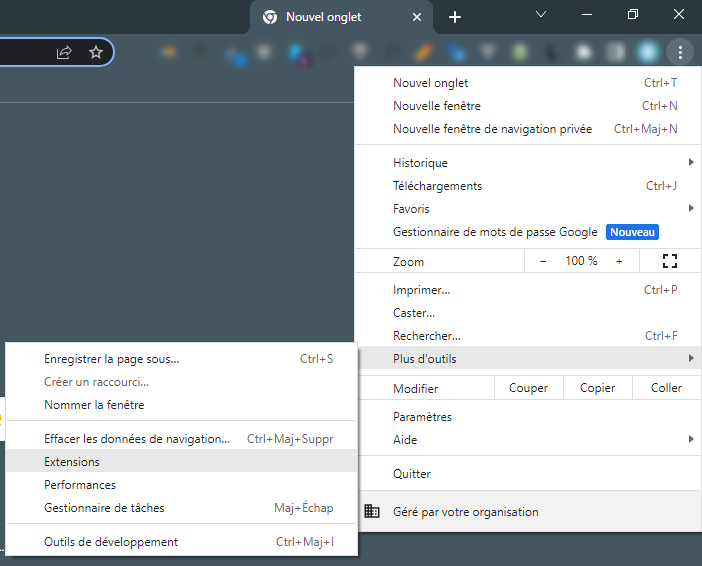 Nouvel onglet
Nouvel onglet Ctrl+T
Nouvelle fenêtre Ctrl+N
Nouvelle fenêtre de navigation privée Ctrl+Maj+N
Historique
Téléchargements Ctrl+J
Favoris
Gestionnaire de mots de passe Google Nouveau
Zoom − 100 % +
Imprimer... Ctrl+P
Caster...
Rechercher... Ctrl+F
Plus d'outils
Modifier Couper Copier Coller
Paramètres
Aide
Quitter
Géré par votre organisation
Enregistrer la page sous... Ctrl+S
Créer un raccourci...
Nommer la fenêtre
Effacer les données de navigation... Ctrl+Maj+Suppr
Extensions
Performances
Gestionnaire de tâches Maj+Échap
Outils de développement Ctrl+Maj+I